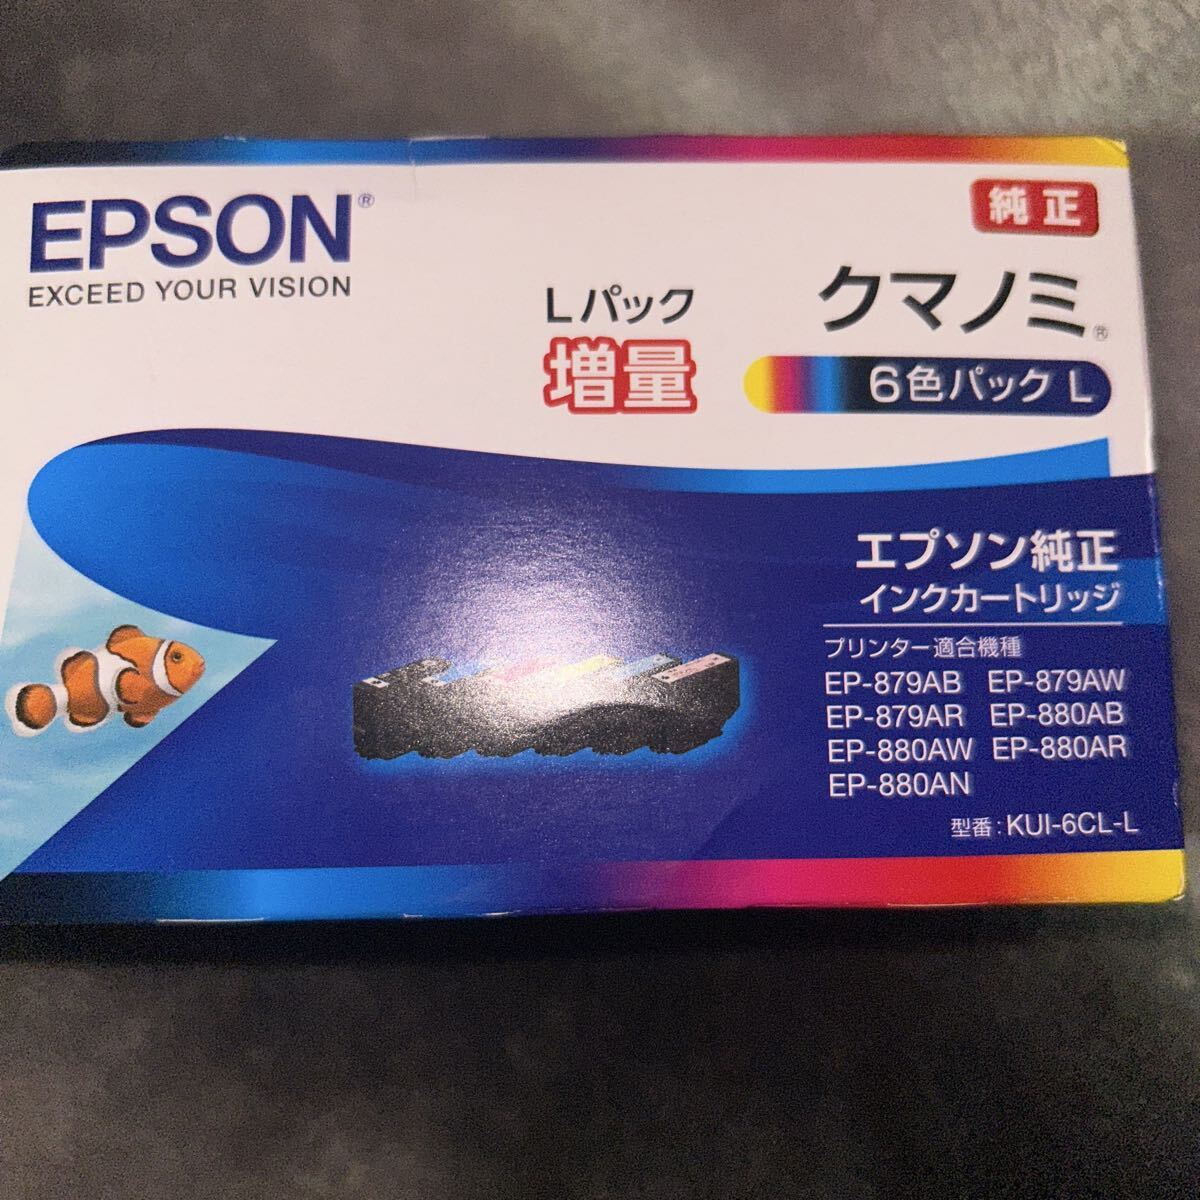 EPSON®
EXCEED YOUR VISION
純正
Lパック
増量
クマノミ®
6色パック L
エプソン純正
インクカートリッジ
プリンター適合機種
EP-879AB EP-879AW
EP-879AR EP-880AB
EP-880AW EP-880AR
EP-880AN
型番:KUI-6CL-L